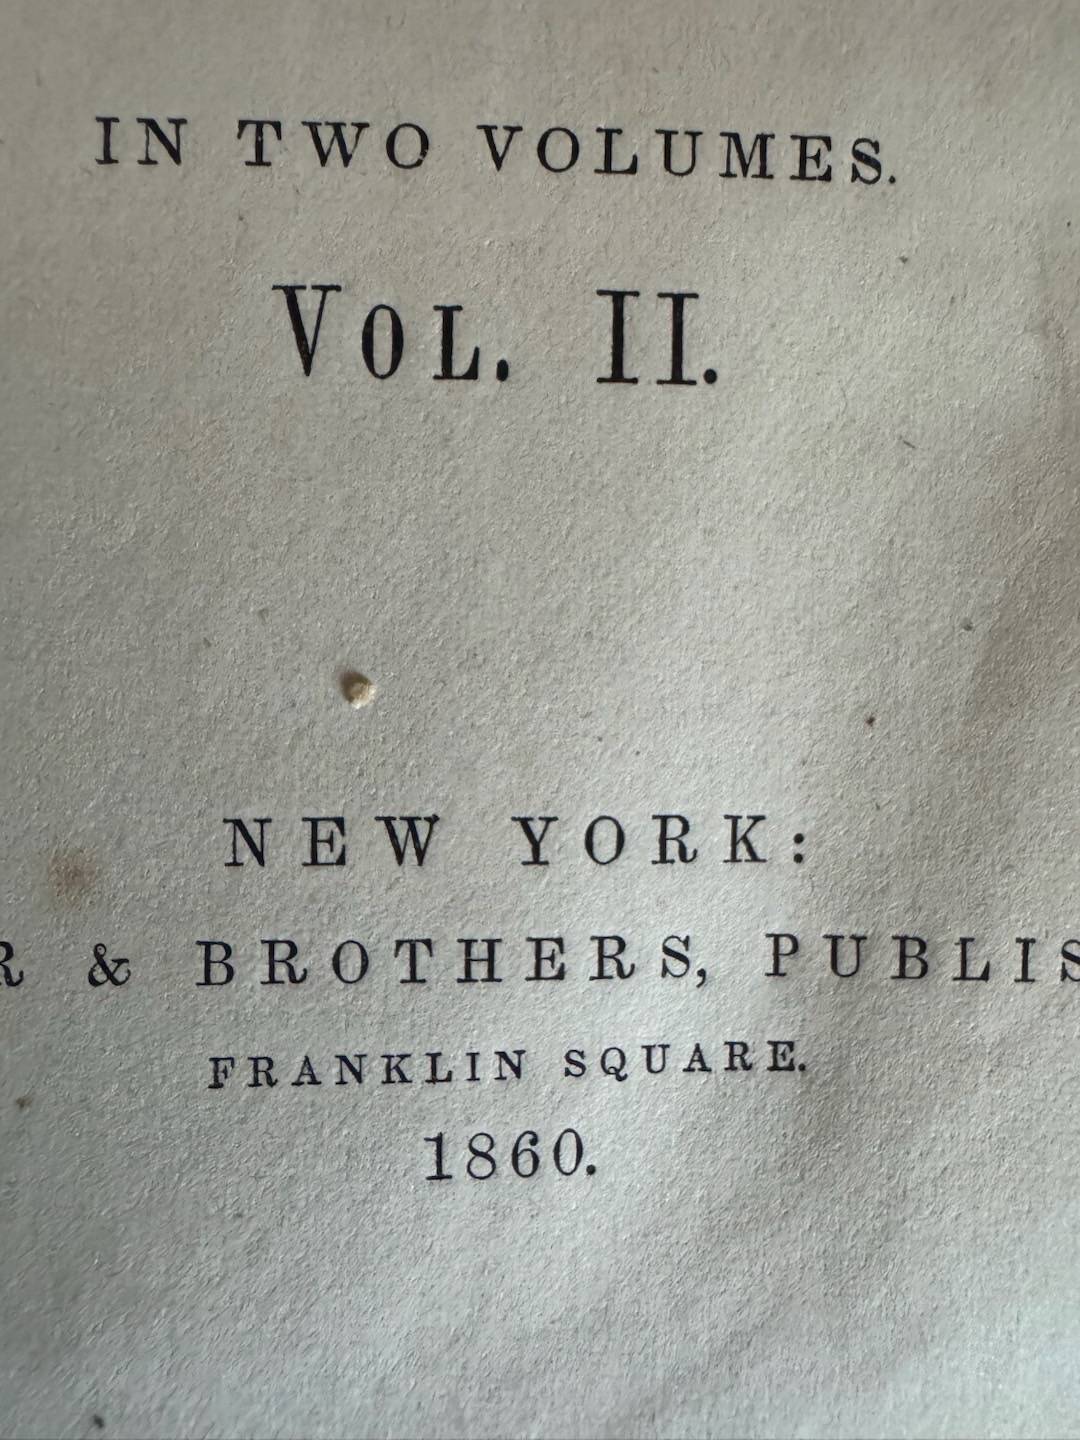 IN TWO VOLUMES.
VOL. II.
NEW YORK:
R & BROTHERS, PUBLIS
FRANKLIN SQUARE.
1860.